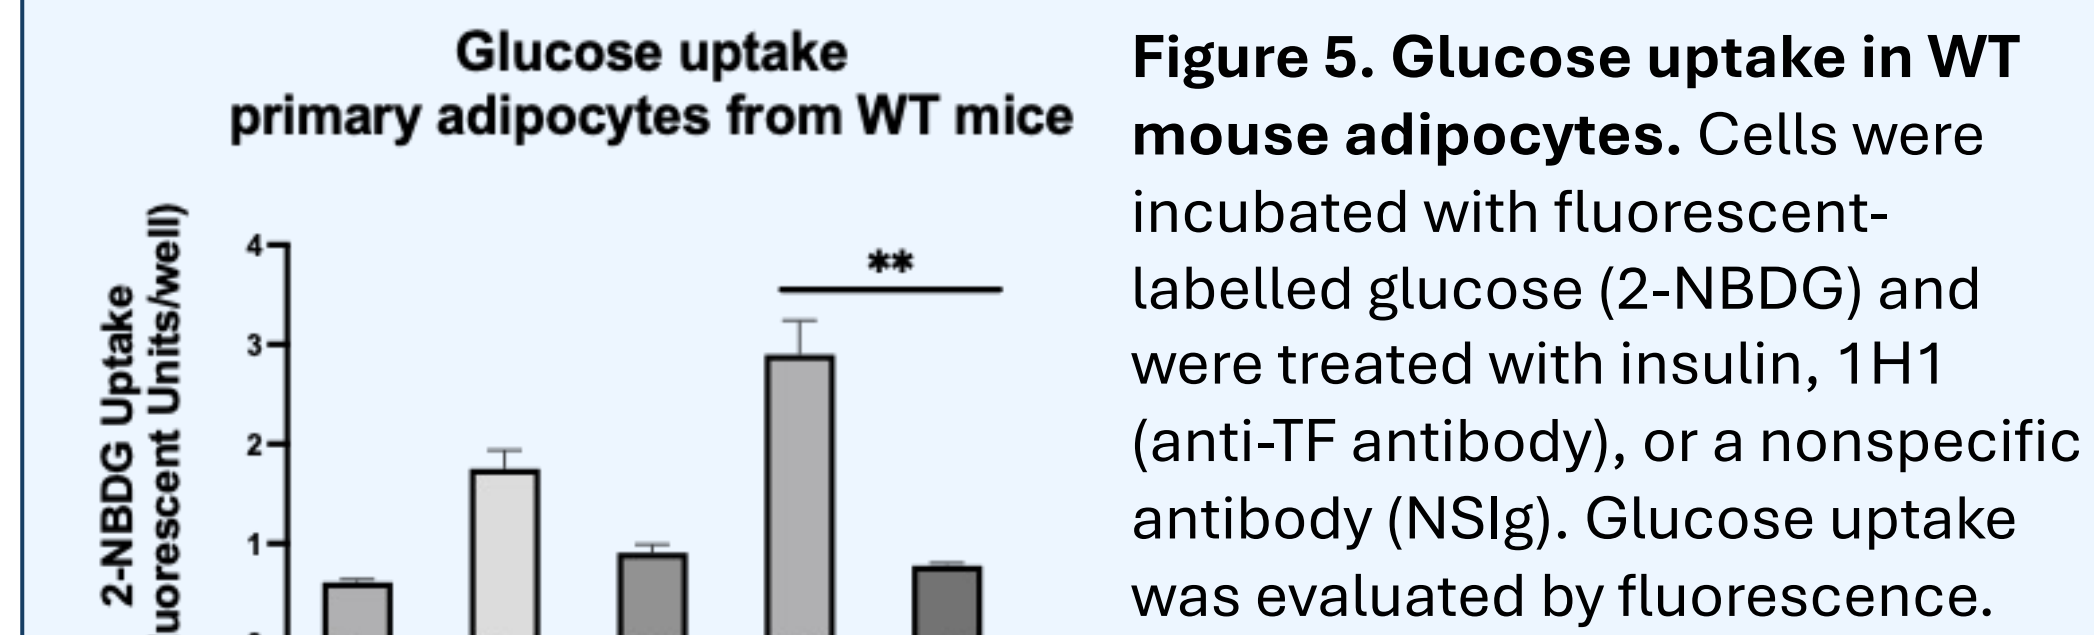 Glucose uptake
primary adipocytes from WT mice
2-NBDG Uptake
Units/well)
4
3
2
1
**
Figure 5. Glucose uptake in WT
mouse adipocytes. Cells were
incubated with fluorescent-
labelled glucose (2-NBDG) and
were treated with insulin, 1H1
(anti-TF antibody), or a nonspecific
antibody (NSIg). Glucose uptake
was evaluated by fluorescence.